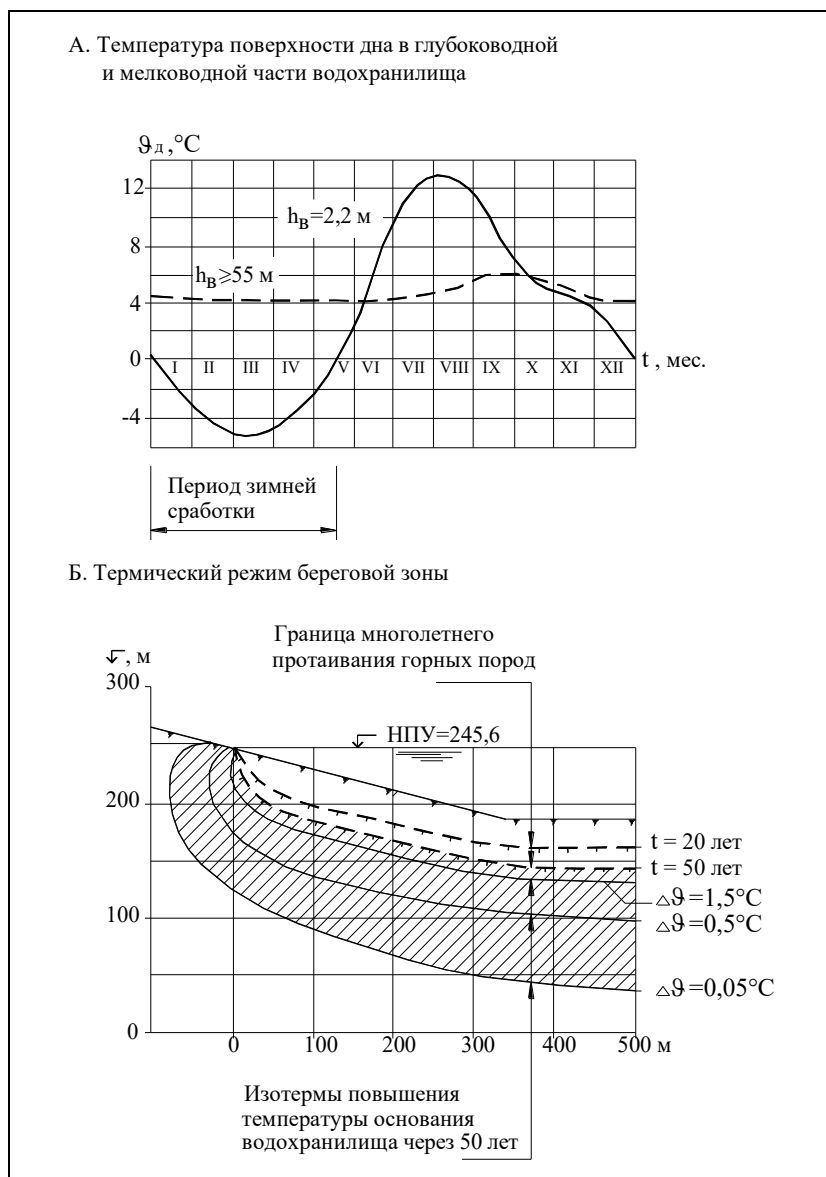 А. Температура поверхности дна в глубоководной
и мелководной части водохранилища
ϑд ,°C
12
8
4
0
-4
hв=2,2 м
hв⩾55 м
I II III IV V VI VII VIII IX X XI XII
t , мес.
Период зимней
сработки
Б. Термический режим береговой зоны
Граница многолетнего
протаивания горных пород
, м
300
200
100
0
НПУ=245,6
t = 20 лет
t = 50 лет
△ϑ=1,5°C
△ϑ=0,5°C
△ϑ=0,05°C
0 100 200 300 400 500 м
Изотермы повышения
температуры основания
водохранилища через 50 лет